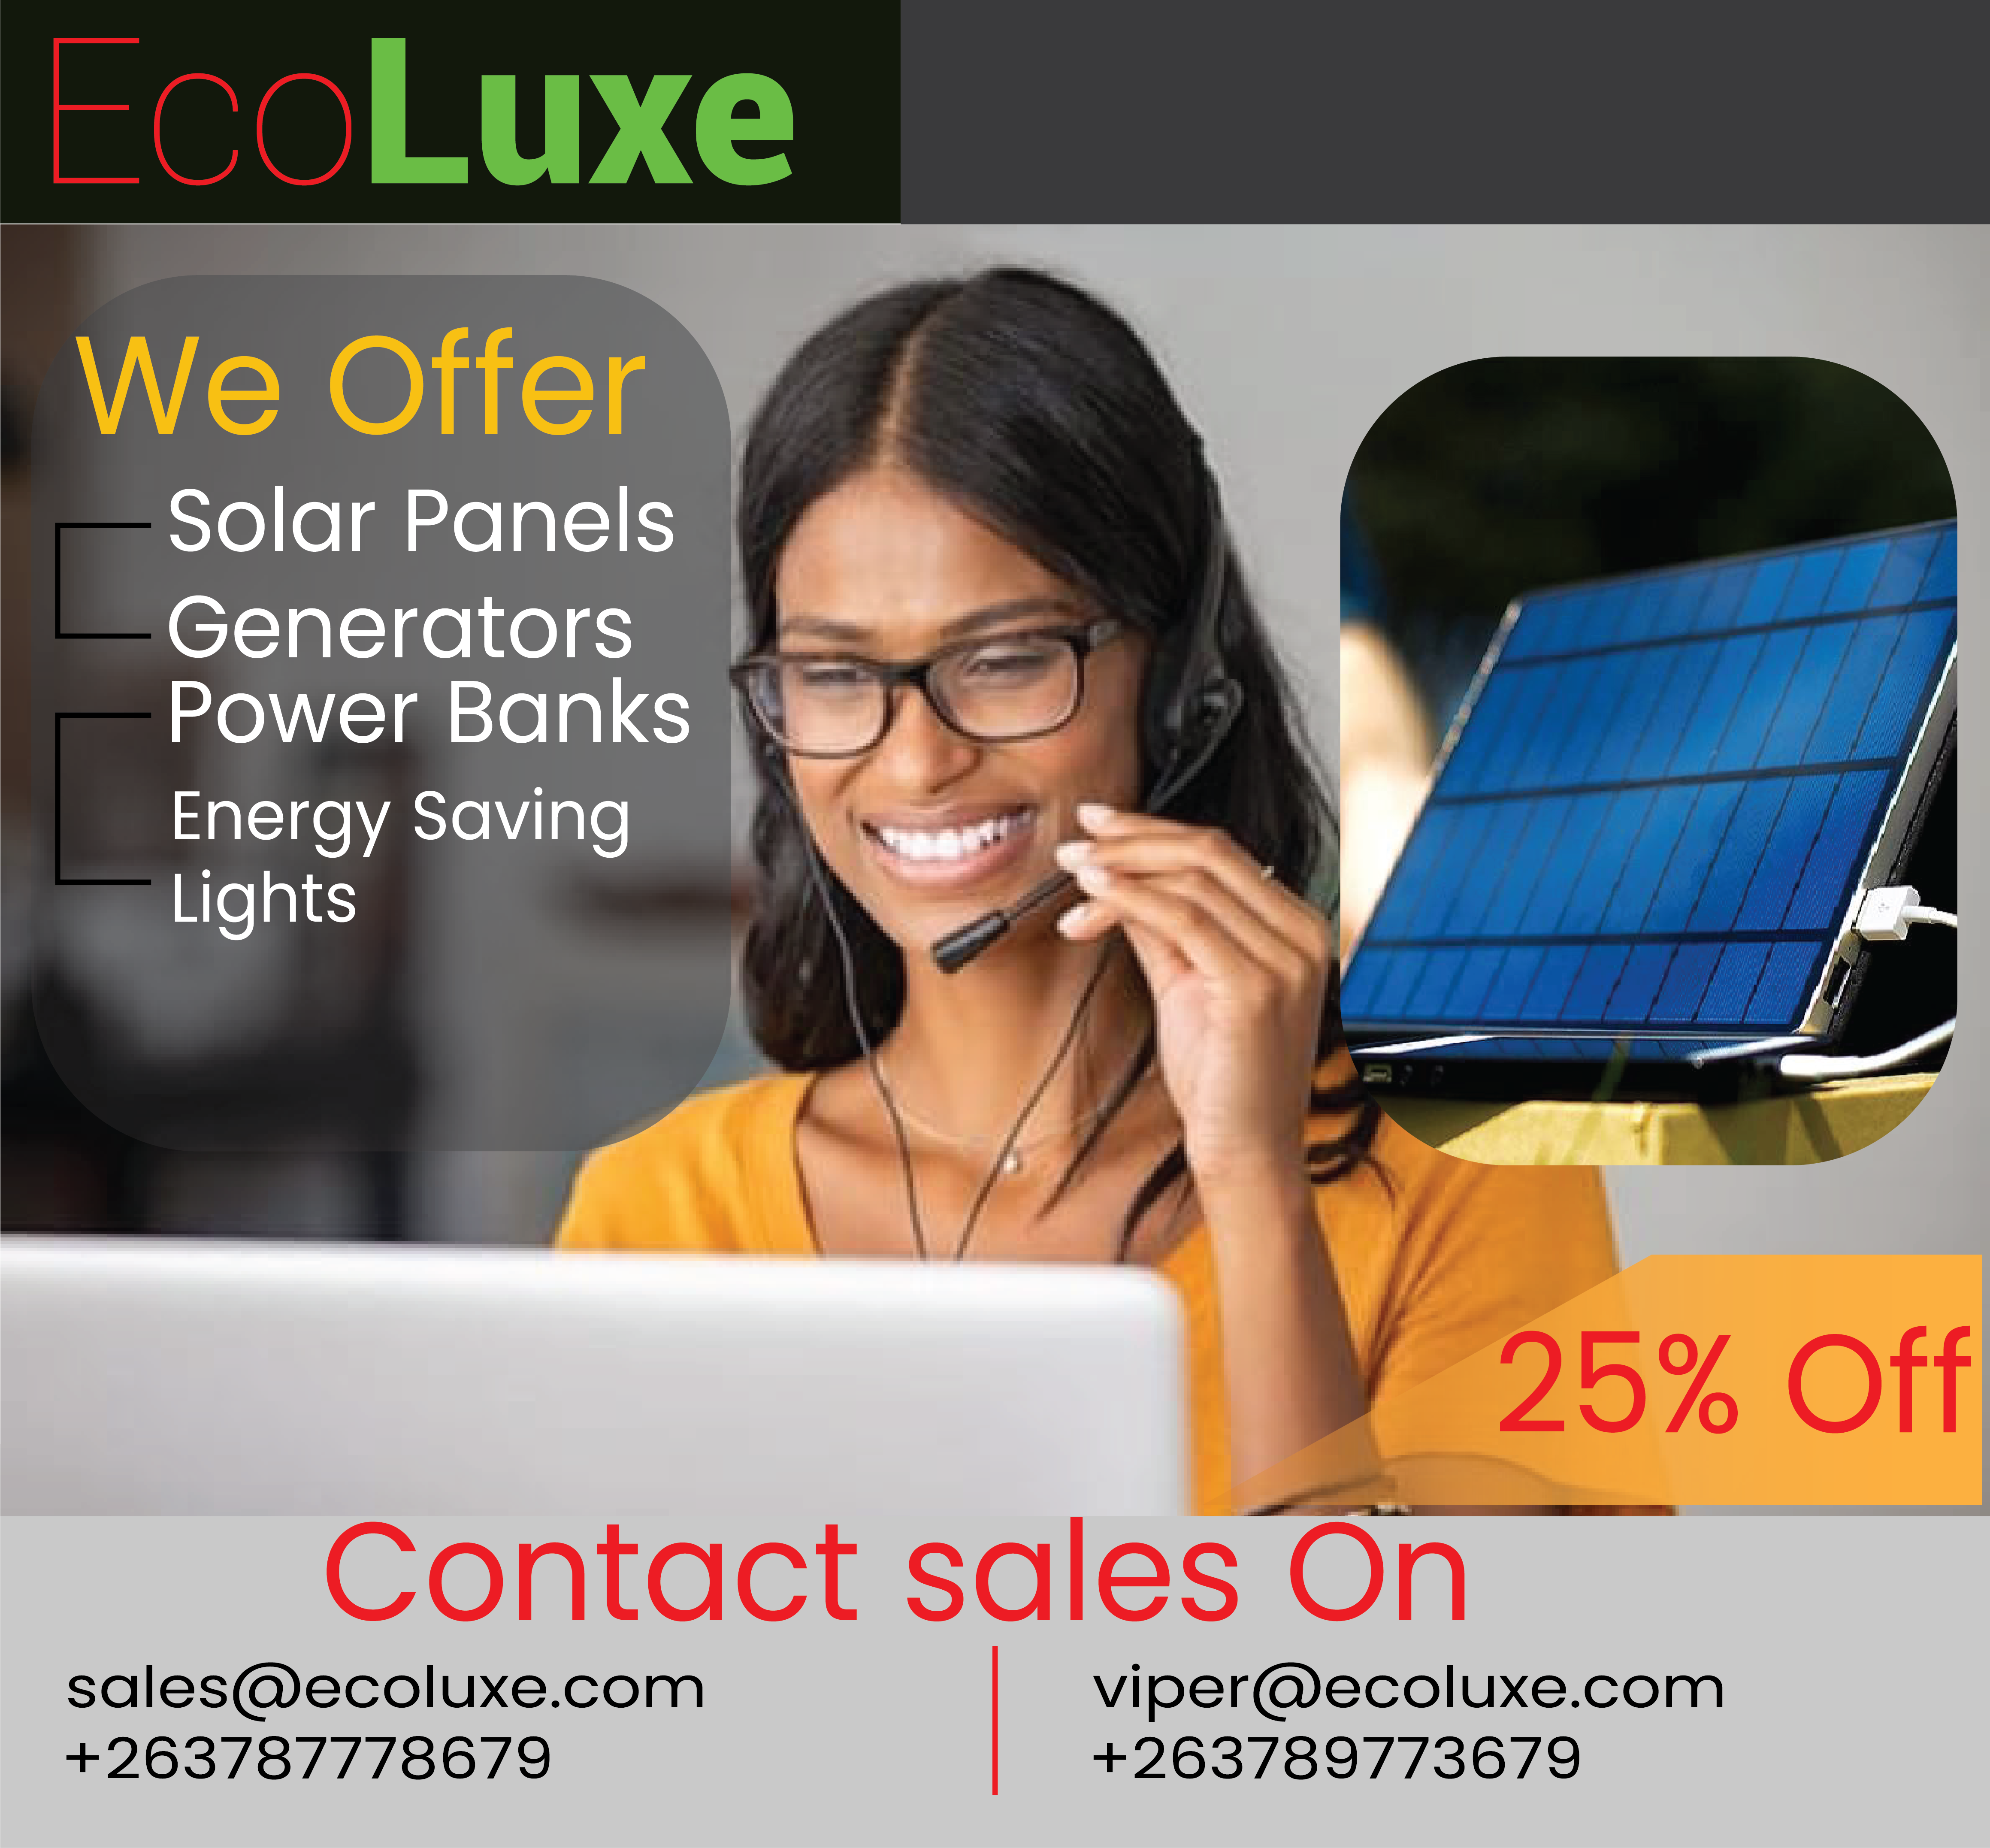 EcoLuxe
We Offer
Solar Panels
Generators
Power Banks
Energy Saving
Lights
25% Off
Contact sales On
sales@ecoluxe.com
+263787778679
viper@ecoluxe.com
+263789773679